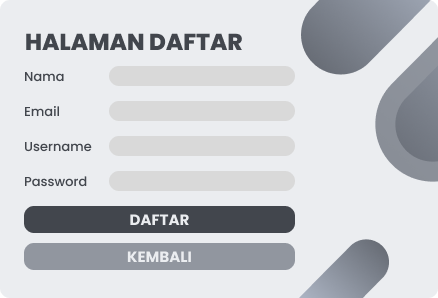 HALAMAN DAFTAR
Nama
Email
Username
Password
DAFTAR
KEMBALI